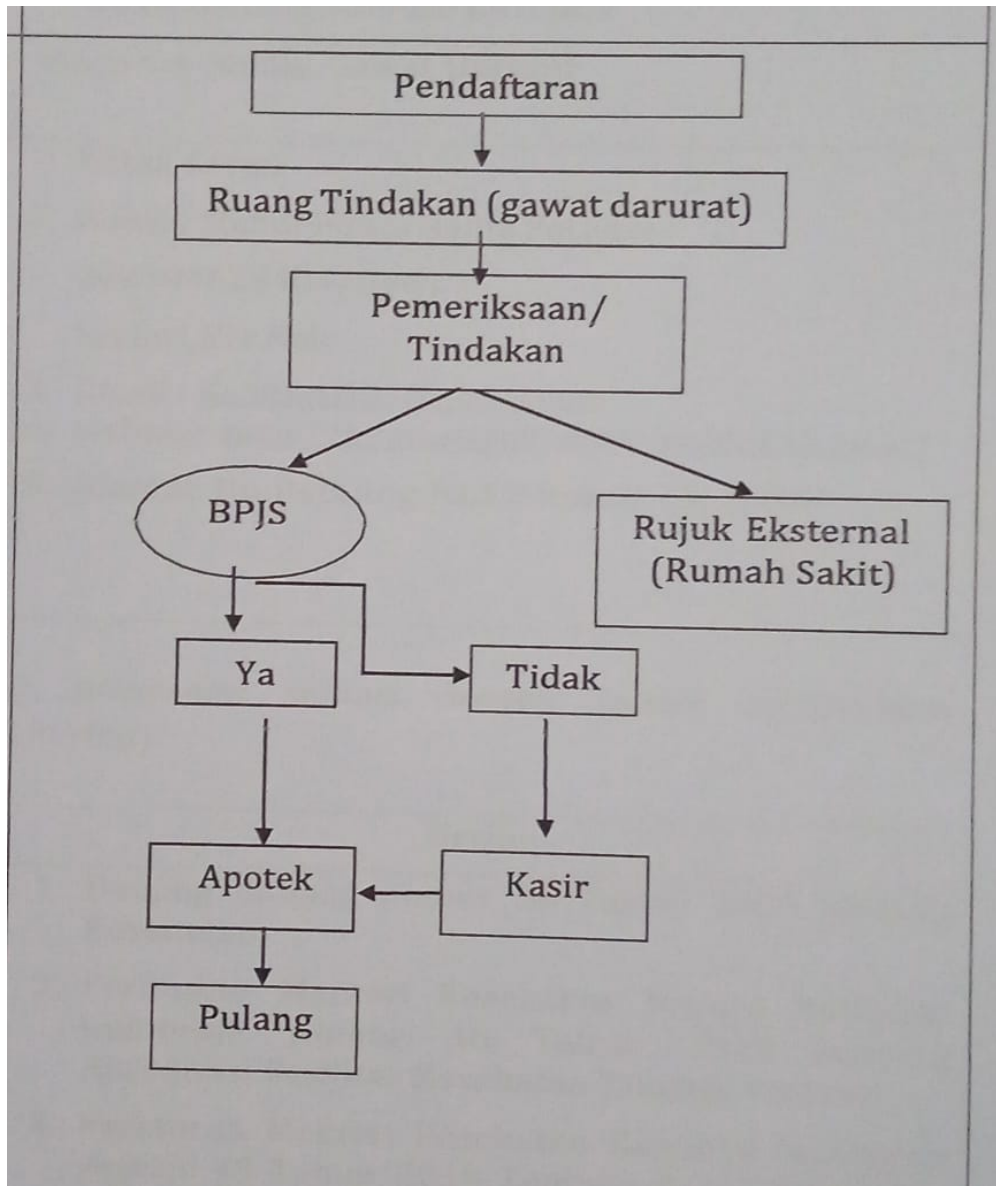 Pendaftaran
Ruang Tindakan (gawat darurat)
Pemeriksaan/
Tindakan
BPJS
Rujuk Eksternal
(Rumah Sakit)
Ya
Tidak
Apotek
Kasir
Pulang